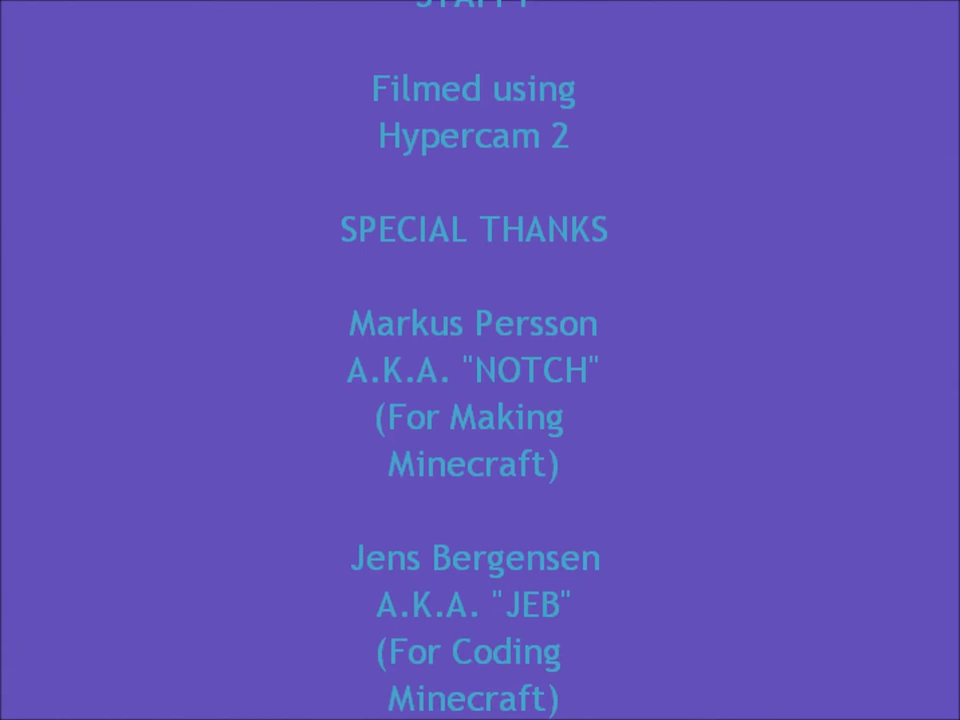 Filmed using
Hypercam 2
SPECIAL THANKS
Markus Persson
A.K.A. "NOTCH"
(For Making
Minecraft)
Jens Bergensen
A.K.A. "JEB"
(For Coding
Minecraft)